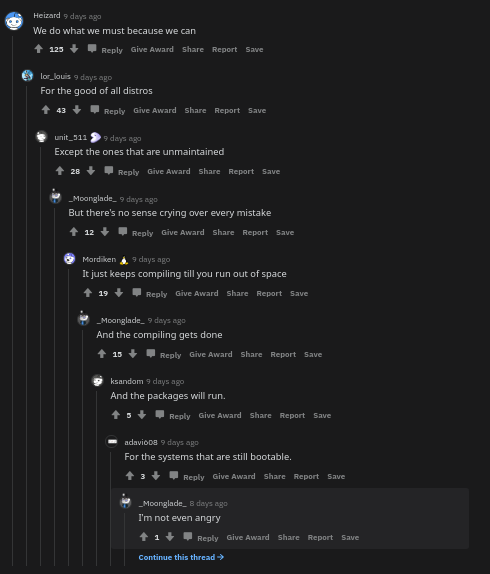 Heizard 9 days ago
We do what we must because we can
125 Reply Give Award Share Report Save
lor_louis 9 days ago
For the good of all distros
43 Reply Give Award Share Report Save
unit_511 9 days ago
Except the ones that are unmaintained
28 Reply Give Award Share Report Save
_Moonglade_ 9 days ago
But there's no sense crying over every mistake
12 Reply Give Award Share Report Save
Mordiken 9 days ago
It just keeps compiling till you run out of space
19 Reply Give Award Share Report Save
_Moonglade_ 9 days ago
And the compiling gets done
15 Reply Give Award Share Report Save
ksandom 9 days ago
And the packages will run.
5 Reply Give Award Share Report Save
adavi608 9 days ago
For the systems that are still bootable.
3 Reply Give Award Share Report Save
_Moonglade_ 8 days ago
I'm not even angry
1 Reply Give Award Share Report Save
Continue this thread →